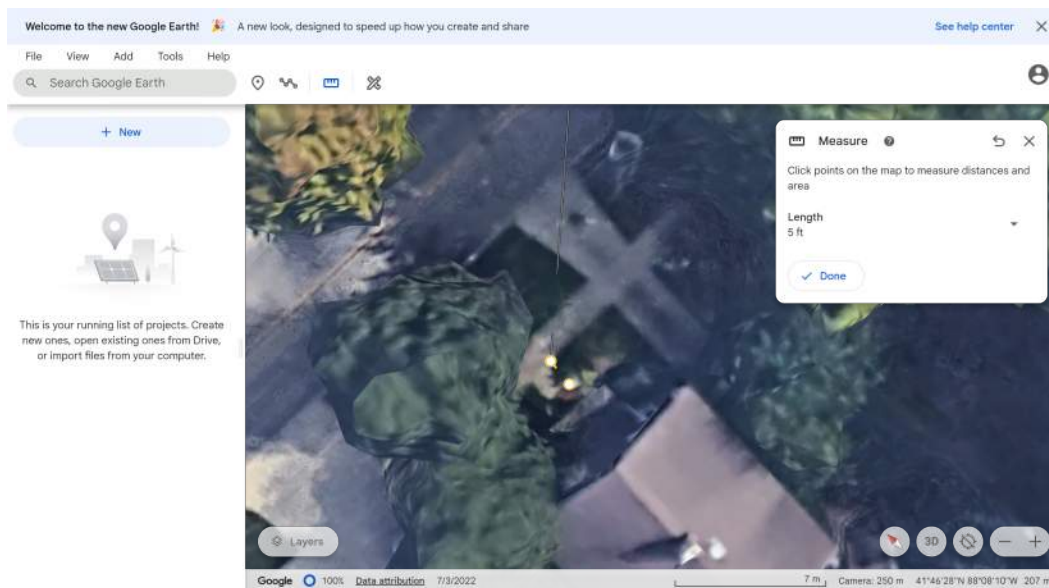 Welcome to the new Google Earth! 🎉 A new look, designed to speed up how you create and share See help center
File View Add Tools Help
Search Google Earth
+ New
Measure
Click points on the map to measure distances and
area
Length
5 ft
Done
This is your running list of projects. Create
new ones, open existing ones from Drive,
or import files from your computer.
Layers
3D
Google 100% Data attribution 7/3/2022 7 m Camera: 250 m 41°46'28"N 88°08'10"W 207 m